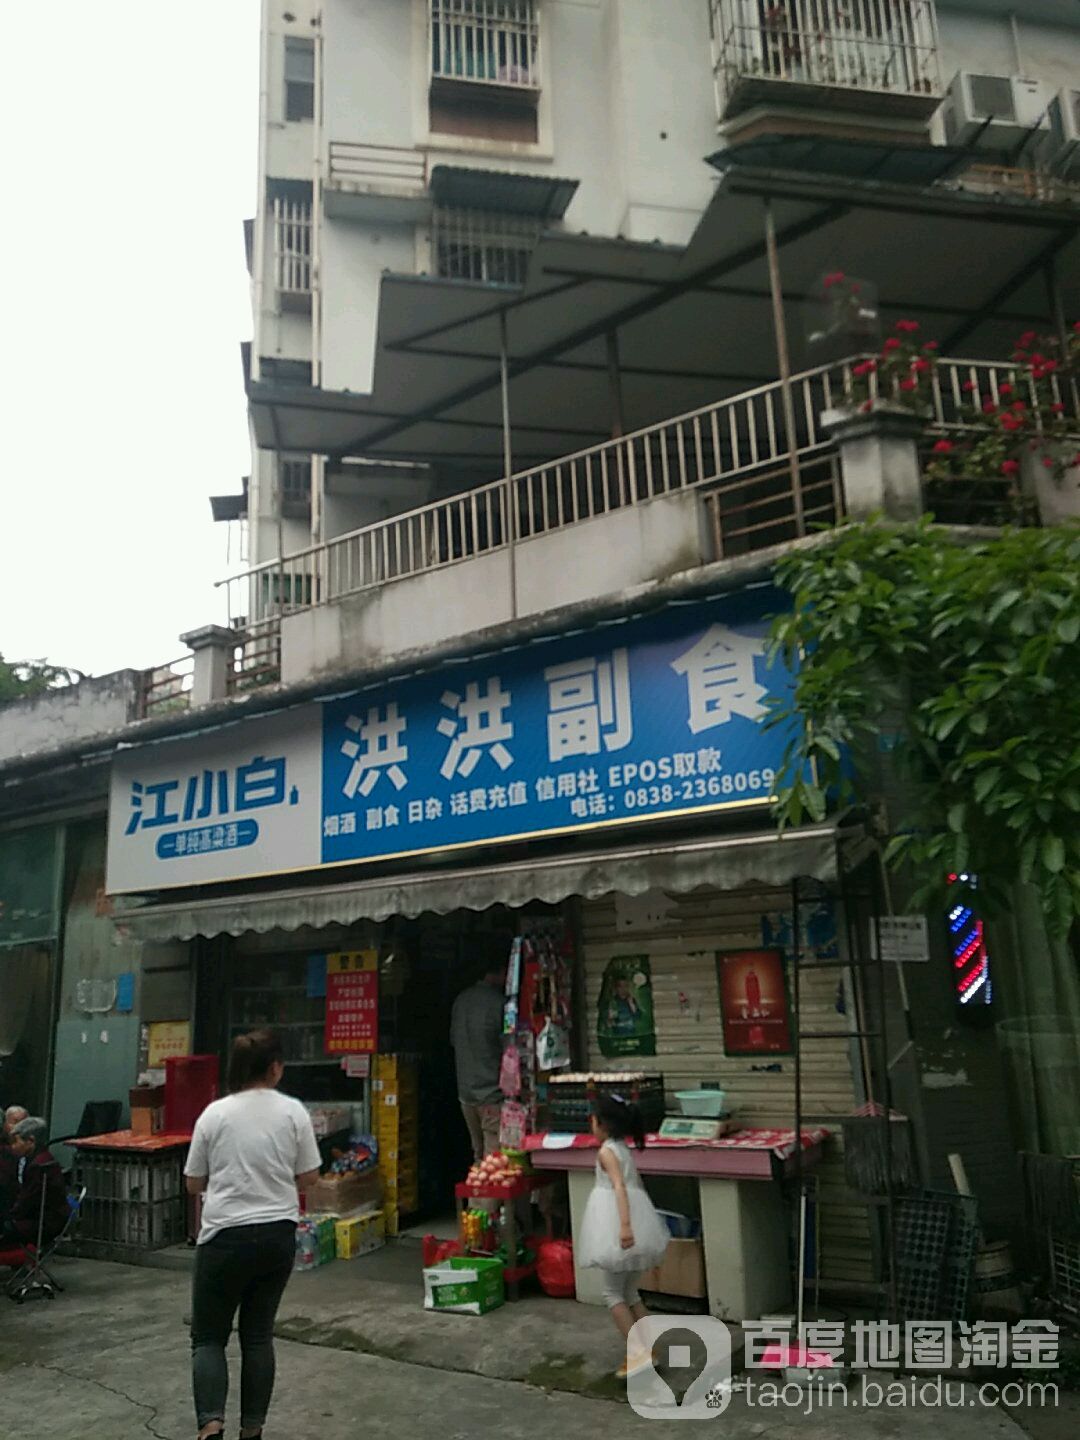 洪洪副食
江小白
单纯高粱酒
烟酒 副食 日杂 话费充值 信用社 EPOS取款
电话：0838-2368069
警告
百度地图淘金
taojin.baidu.com